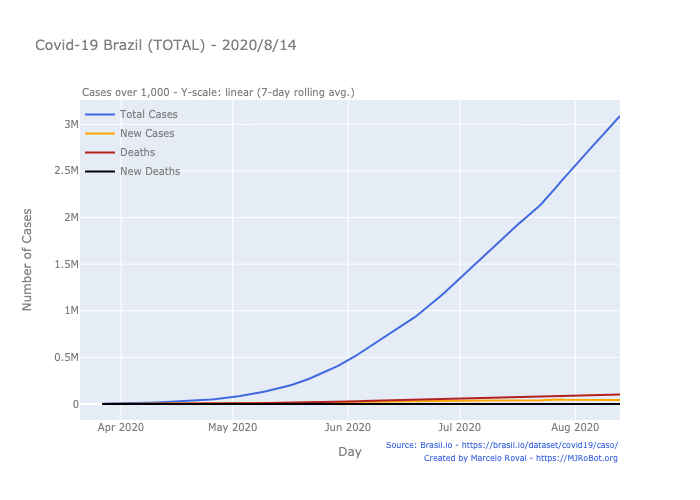 Covid-19 Brazil (TOTAL) - 2020/8/14
Cases over 1,000 - Y-scale: linear (7-day rolling avg.)
Total Cases
New Cases
Deaths
New Deaths
3M
2.5M
2M
1.5M
1M
0.5M
0
Number of Cases
Apr 2020
May 2020
Jun 2020
Jul 2020
Aug 2020
Day
Source: Brasil.io - https://brasil.io/dataset/covid19/caso/
Created by Marcelo Rovai - https://MJRoBot.org